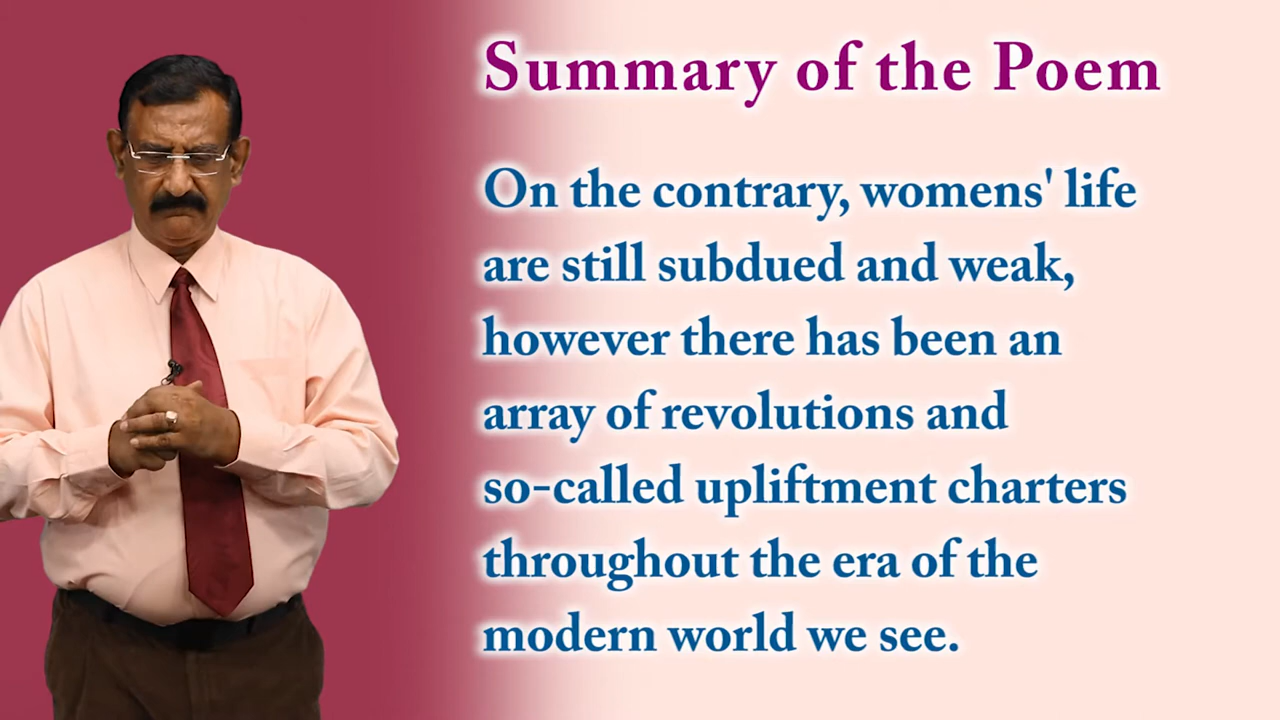 Summary of the Poem
On the contrary, womens' life
are still subdued and weak,
however there has been an
array of revolutions and
so-called upliftment charters
throughout the era of the
modern world we see.